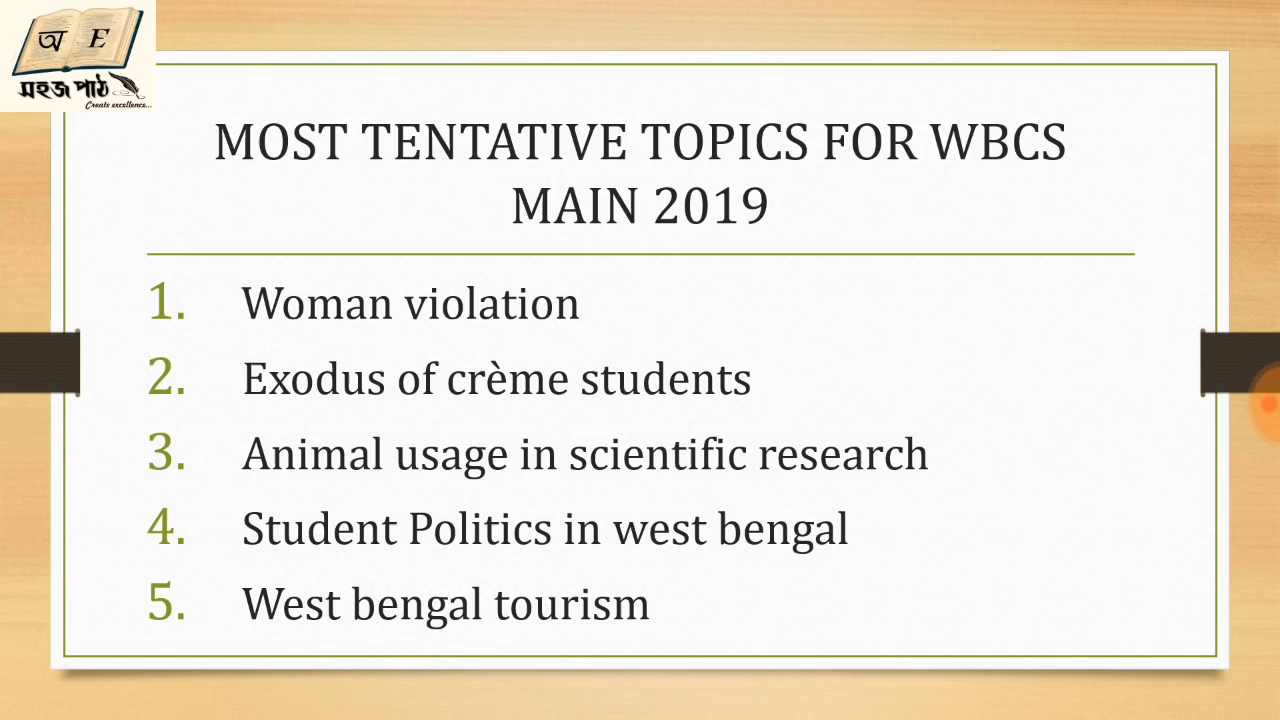 অ E
সহজ পাঠ
Create excellence...
MOST TENTATIVE TOPICS FOR WBCS
MAIN 2019
1. Woman violation
2. Exodus of crème students
3. Animal usage in scientific research
4. Student Politics in west bengal
5. West bengal tourism